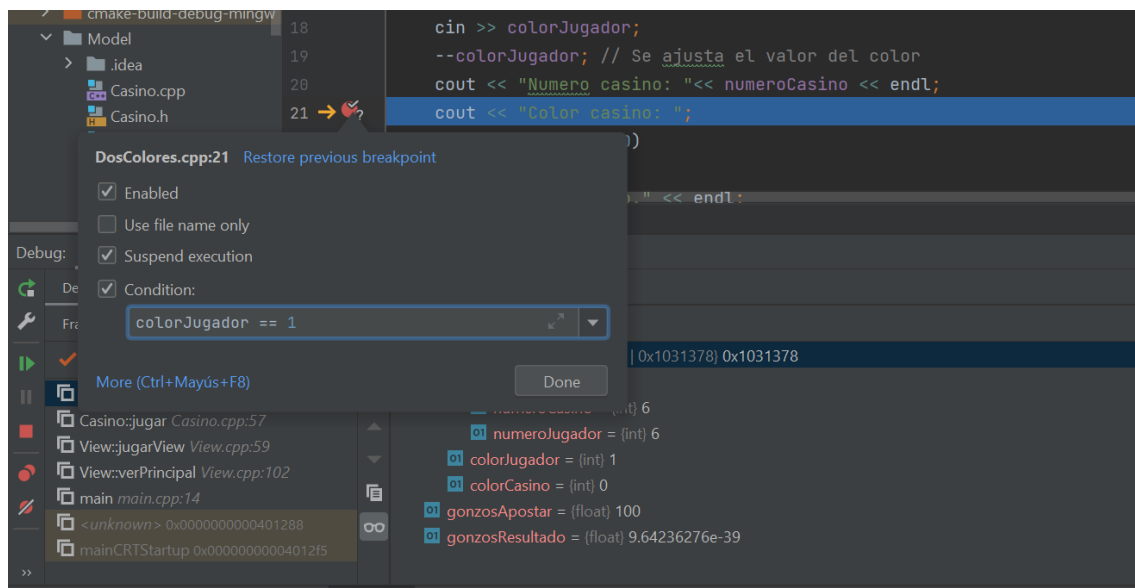 cmake-build-debug-mingw
Model
.idea
Casino.cpp
Casino.h
18 cin >> colorJugador;
19 --colorJugador; // Se ajusta el valor del color
20 cout << "Numero casino: "<< numeroCasino << endl;
21 cout << "Color casino: ";
)
." << endl;
DosColores.cpp:21 Restore previous breakpoint
Enabled
Use file name only
Suspend execution
Condition:
colorJugador == 1
More (Ctrl+Mayús+F8)
Done
Debug:
De
Fra
| 0x1031378} 0x1031378
numeroCasino = {int} 6
numeroJugador = {int} 6
colorJugador = {int} 1
colorCasino = {int} 0
gonzosApostar = {float} 100
gonzosResultado = {float} 9.64236276e-39
Casino::jugar Casino.cpp:57
View::jugarView View.cpp:59
View::verPrincipal View.cpp:102
main main.cpp:14
<unknown> 0x0000000000401288
mainCRTStartup 0x00000000004012f5
>>